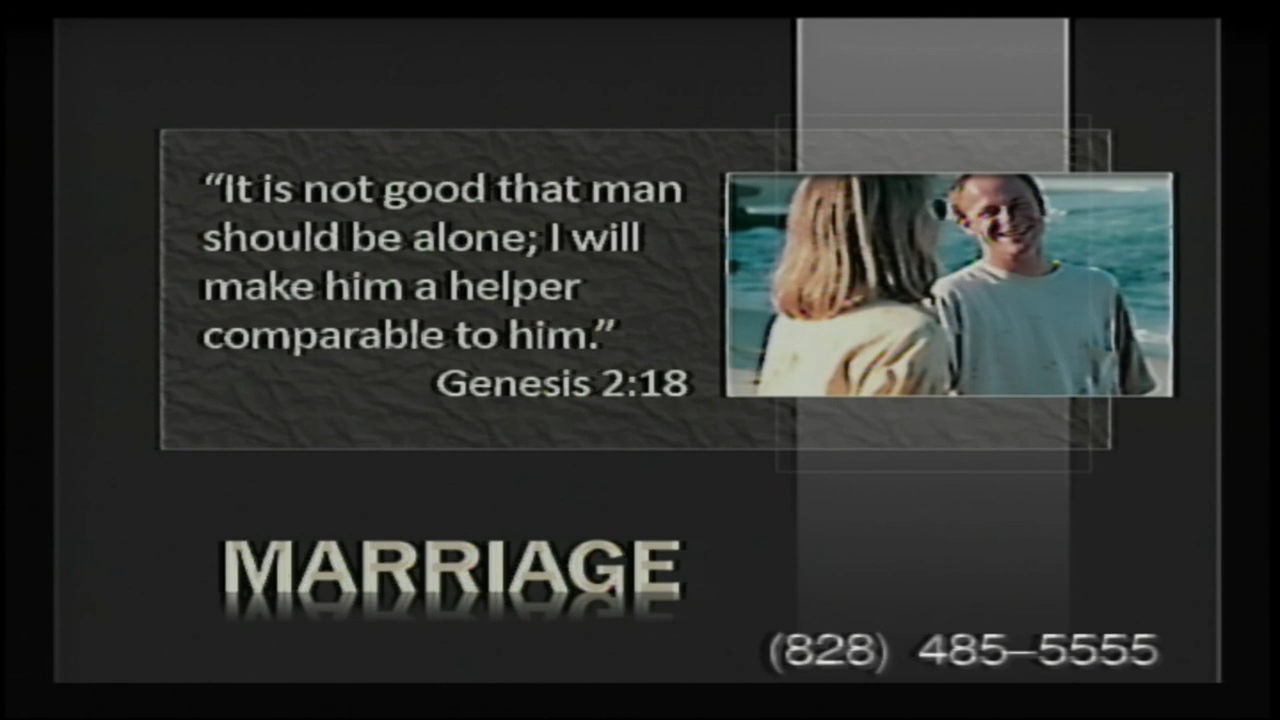 “It is not good that man
should be alone; I will
make him a helper
comparable to him.”
Genesis 2:18
MARRIAGE
(828) 485–5555